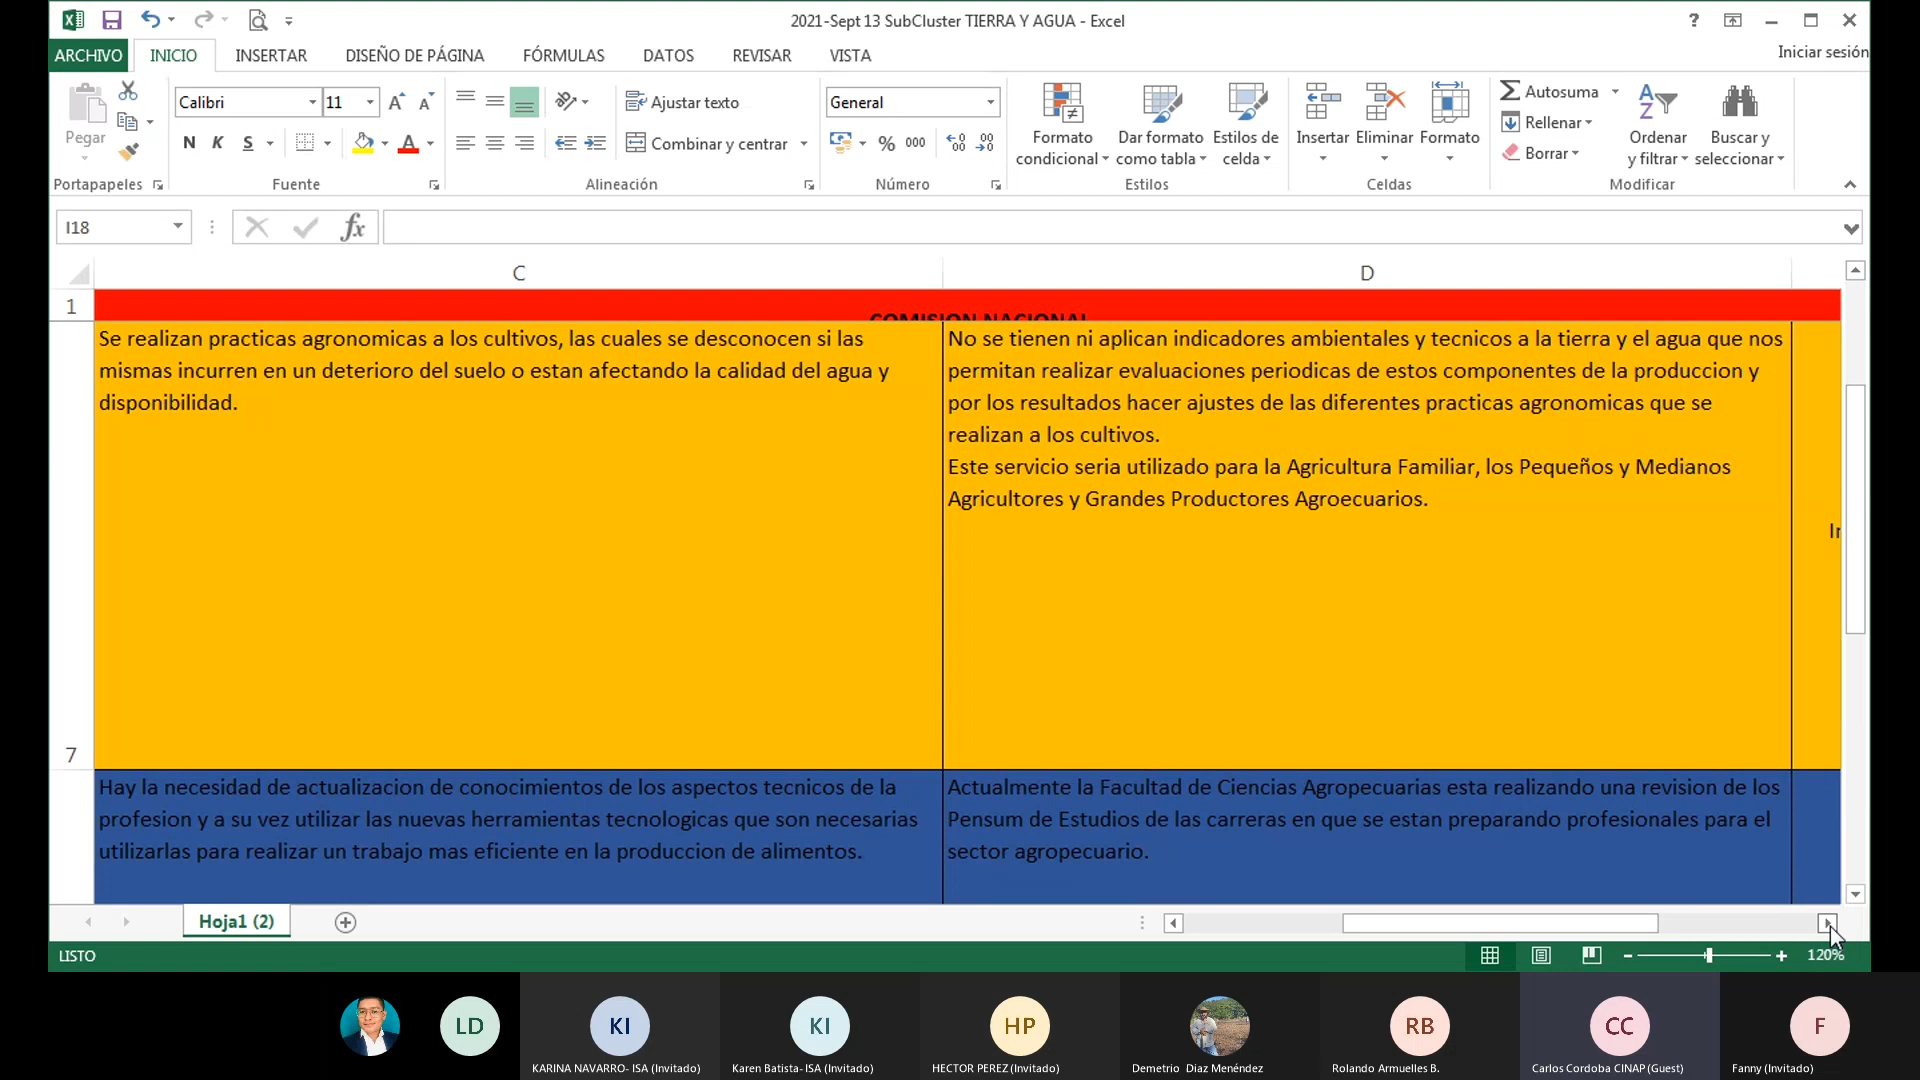 2021-Sept 13 SubCluster TIERRA Y AGUA - Excel
?
ARCHIVO INICIO INSERTAR DISEÑO DE PÁGINA FÓRMULAS DATOS REVISAR VISTA
Iniciar sesión
Calibri 11
Ajustar texto
General
Pegar
N K S
Combinar y centrar
% 000
Formato
condicional
Dar formato
como tabla
Estilos de
celda
Insertar
Eliminar
Formato
Autosuma
Rellenar
Borrar
Ordenar
y filtrar
Buscar y
seleccionar
Portapapeles
Fuente
Alineación
Número
Estilos
Celdas
Modificar
I18
fx
C
D
1
COMISION NACIONAL
Se realizan practicas agronomicas a los cultivos, las cuales se desconocen si las
mismas incurren en un deterioro del suelo o estan afectando la calidad del agua y
disponibilidad.
No se tienen ni aplican indicadores ambientales y tecnicos a la tierra y el agua que nos
permitan realizar evaluaciones periodicas de estos componentes de la produccion y
por los resultados hacer ajustes de las diferentes practicas agronomicas que se
realizan a los cultivos.
Este servicio seria utilizado para la Agricultura Familiar, los Pequeños y Medianos
Agricultores y Grandes Productores Agroecuarios.
7
Hay la necesidad de actualizacion de conocimientos de los aspectos tecnicos de la
profesion y a su vez utilizar las nuevas herramientas tecnologicas que son necesarias
utilizarlas para realizar un trabajo mas eficiente en la produccion de alimentos.
Actualmente la Facultad de Ciencias Agropecuarias esta realizando una revision de los
Pensum de Estudios de las carreras en que se estan preparando profesionales para el
sector agropecuario.
Hoja1 (2)
LISTO
120%
LD
KI
KI
HP
RB
CC
F
KARINA NAVARRO- ISA (Invitado)
Karen Batista- ISA (Invitado)
HECTOR PEREZ (Invitado)
Demetrio Diaz Menéndez
Rolando Armuelles B.
Carlos Cordoba CINAP (Guest)
Fanny (Invitado)